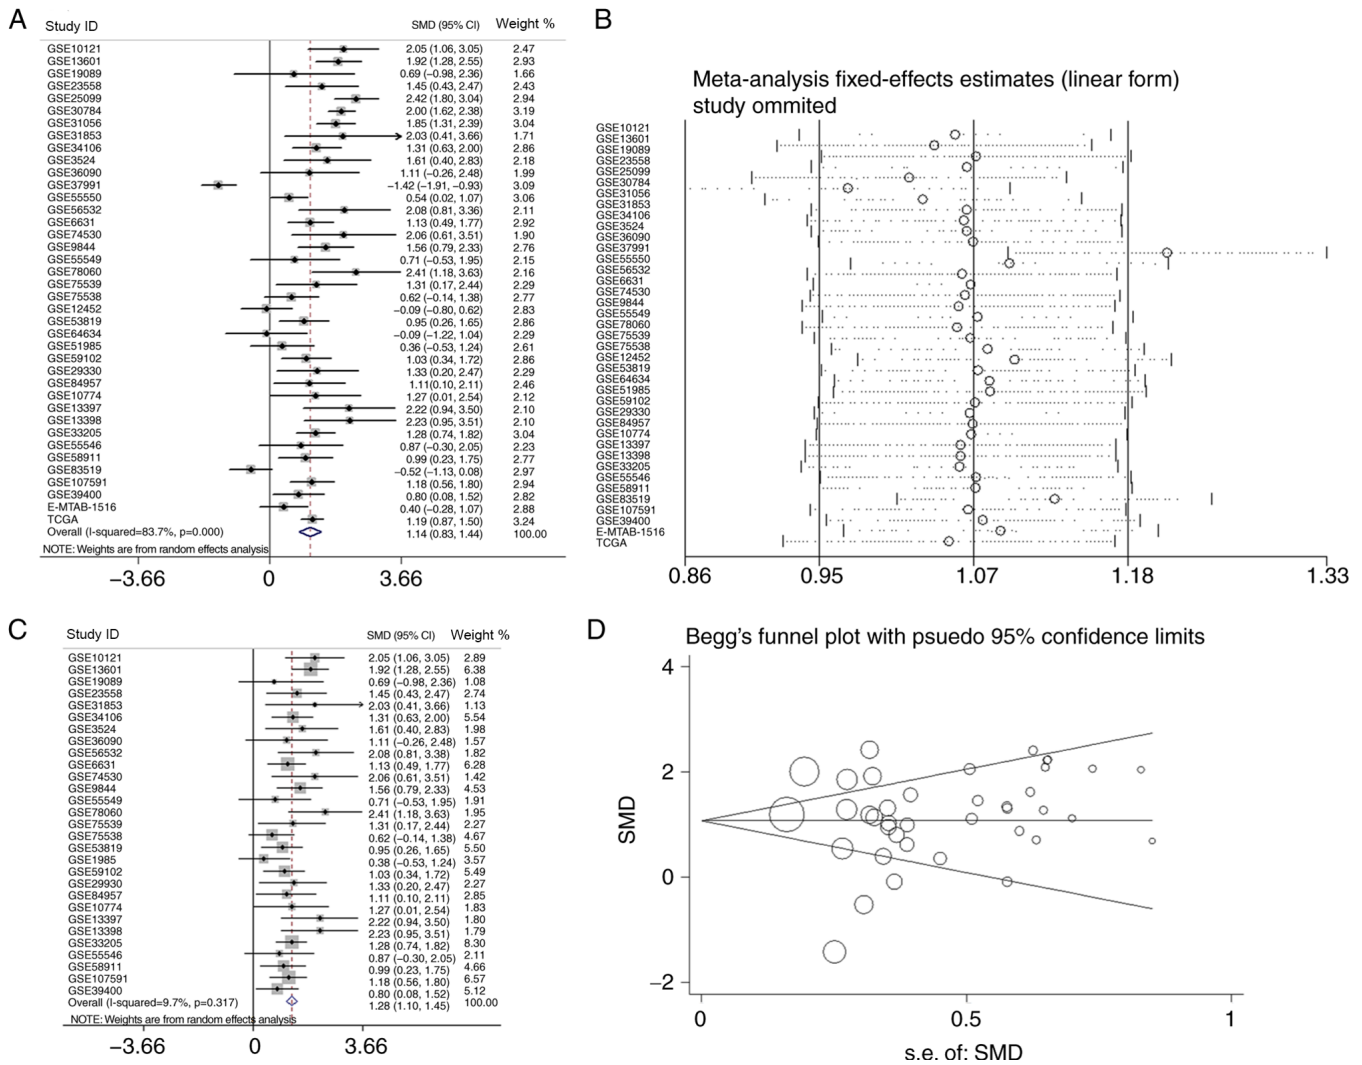 A
Study ID SMD (95% CI) Weight %
GSE10121 2.05 (1.06, 3.05) 2.47
GSE13601 1.92 (1.28, 2.55) 2.93
GSE19089 0.69 (−0.98, 2.36) 1.66
GSE23558 1.45 (0.43, 2.47) 2.43
GSE25099 2.42 (1.80, 3.04) 2.94
GSE30784 2.00 (1.62, 2.38) 3.19
GSE31056 1.85 (1.31, 2.39) 3.04
GSE31853 2.03 (0.41, 3.66) 1.71
GSE34106 1.31 (0.63, 2.00) 2.86
GSE3524 1.61 (0.40, 2.83) 2.18
GSE36090 1.11 (−0.26, 2.48) 1.99
GSE37991 −1.42 (−1.91, −0.93) 3.09
GSE55550 0.54 (0.02, 1.07) 3.06
GSE56532 2.08 (0.81, 3.36) 2.11
GSE6631 1.13 (0.49, 1.77) 2.92
GSE74530 2.06 (0.61, 3.51) 1.90
GSE9844 1.56 (0.79, 2.33) 2.76
GSE55549 0.71 (−0.53, 1.95) 2.15
GSE78060 2.41 (1.18, 3.63) 2.16
GSE75539 1.31 (0.17, 2.44) 2.29
GSE75538 0.62 (−0.14, 1.38) 2.77
GSE12452 −0.09 (−0.80, 0.62) 2.83
GSE53819 0.95 (0.26, 1.65) 2.86
GSE64634 −0.09 (−1.22, 1.04) 2.29
GSE51985 0.36 (−0.53, 1.24) 2.61
GSE59102 1.03 (0.34, 1.72) 2.86
GSE29330 1.33 (0.20, 2.47) 2.29
GSE84957 1.11(0.10, 2.11) 2.46
GSE10774 1.27 (0.01, 2.54) 2.12
GSE13397 2.22 (0.94, 3.50) 2.10
GSE13398 2.23 (0.95, 3.51) 2.10
GSE33205 1.28 (0.74, 1.82) 3.04
GSE55546 0.87 (−0.30, 2.05) 2.23
GSE58911 0.99 (0.23, 1.75) 2.77
GSE83519 −0.52 (−1.13, 0.08) 2.97
GSE107591 1.18 (0.56, 1.80) 2.94
GSE39400 0.80 (0.08, 1.52) 2.82
E-MTAB-1516 0.40 (−0.28, 1.07) 2.88
TCGA 1.19 (0.87, 1.50) 3.24
Overall (I-squared=83.7%, p=0.000) 1.14 (0.83, 1.44) 100.00
NOTE: Weights are from random effects analysis
−3.66 0 3.66
B
Meta-analysis fixed-effects estimates (linear form)
study ommited
GSE10121
GSE13601
GSE19089
GSE23558
GSE25099
GSE30784
GSE31056
GSE31853
GSE34106
GSE3524
GSE36090
GSE37991
GSE55550
GSE56532
GSE6631
GSE74530
GSE9844
GSE55549
GSE78060
GSE75539
GSE75538
GSE12452
GSE53819
GSE64634
GSE51985
GSE59102
GSE29330
GSE84957
GSE10774
GSE13397
GSE13398
GSE33205
GSE55546
GSE58911
GSE83519
GSE107591
GSE39400
E-MTAB-1516
TCGA
0.86 0.95 1.07 1.18 1.33
C
Study ID SMD (95% CI) Weight %
GSE10121 2.05 (1.06, 3.05) 2.89
GSE13601 1.92 (1.28, 2.55) 6.38
GSE19089 0.69 (−0.98, 2.36) 1.08
GSE23558 1.45 (0.43, 2.47) 2.74
GSE31853 2.03 (0.41, 3.66) 1.13
GSE34106 1.31 (0.63, 2.00) 5.54
GSE3524 1.61 (0.40, 2.83) 1.98
GSE36090 1.11 (−0.26, 2.48) 1.57
GSE56532 2.08 (0.81, 3.38) 1.82
GSE6631 1.13 (0.49, 1.77) 6.28
GSE74530 2.06 (0.61, 3.51) 1.42
GSE9844 1.56 (0.79, 2.33) 4.53
GSE55549 0.71 (−0.53, 1.95) 1.91
GSE78060 2.41 (1.18, 3.63) 1.95
GSE75539 1.31 (0.17, 2.44) 2.27
GSE75538 0.62 (−0.14, 1.38) 4.67
GSE53819 0.95 (0.26, 1.65) 5.50
GSE1985 0.38 (−0.53, 1.24) 3.57
GSE59102 1.03 (0.34, 1.72) 5.49
GSE29930 1.33 (0.20, 2.47) 2.27
GSE84957 1.11 (0.10, 2.11) 2.85
GSE10774 1.27 (0.01, 2.54) 1.83
GSE13397 2.22 (0.94, 3.50) 1.80
GSE13398 2.23 (0.95, 3.51) 1.79
GSE33205 1.28 (0.74, 1.82) 8.30
GSE55546 0.87 (−0.30, 2.05) 2.11
GSE58911 0.99 (0.23, 1.75) 4.66
GSE107591 1.18 (0.56, 1.80) 6.57
GSE39400 0.80 (0.08, 1.52) 5.12
Overall (I-squared=9.7%, p=0.317) 1.28 (1.10, 1.45) 100.00
NOTE: Weights are from random effects analysis
−3.66 0 3.66
D
Begg’s funnel plot with psuedo 95% confidence limits
4
2
0
−2
SMD
0 0.5 1
s.e. of: SMD